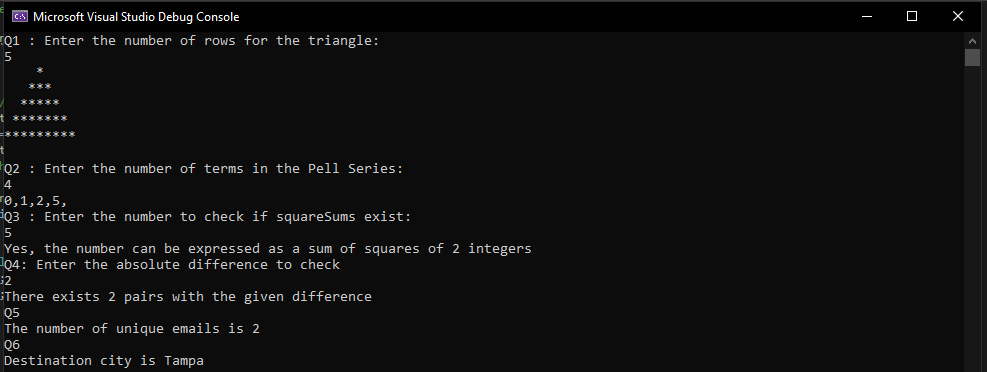 Microsoft Visual Studio Debug Console
Q1 : Enter the number of rows for the triangle:
5
    *
   ***
  *****
 *******
*********
Q2 : Enter the number of terms in the Pell Series:
4
0,1,2,5,
Q3 : Enter the number to check if squareSums exist:
5
Yes, the number can be expressed as a sum of squares of 2 integers
Q4: Enter the absolute difference to check
2
There exists 2 pairs with the given difference
Q5
The number of unique emails is 2
Q6
Destination city is Tampa